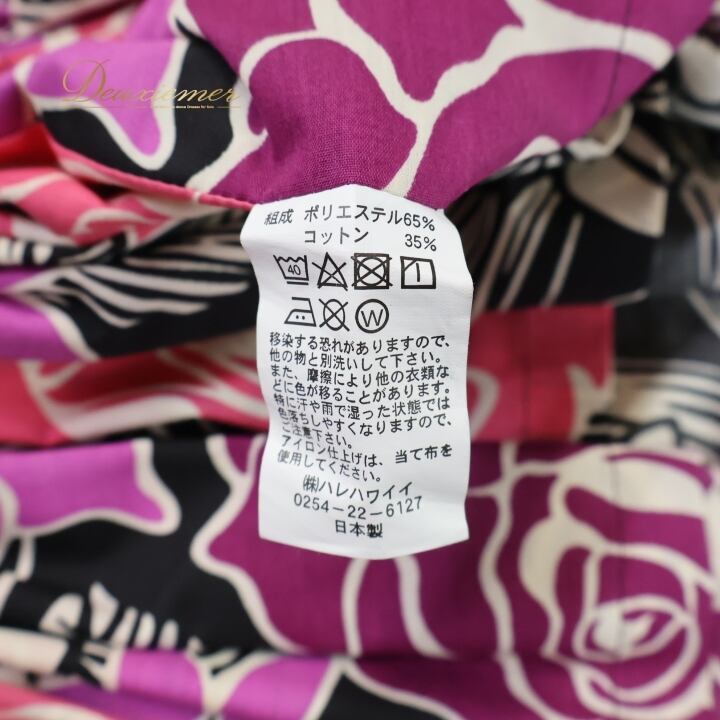 Deuxiemer
組成 ポリエステル65%
コットン 35%
40
W
移染する恐れがありますので、
他の物と別洗いして下さい。
また、摩擦により他の衣類な
どに色が移ることがあります。
特に汗や雨で湿った状態では
色落ちしやすくなりますので、
ご注意下さい。
アイロン仕上げは、当て布を
使用してください。
㈱ハレハワイイ
0254-22-6127
日本製